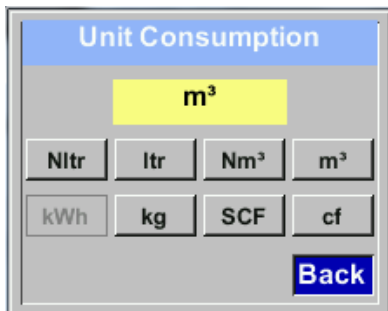 Unit Consumption
m³
Nltr ltr Nm³ m³
kWh kg SCF cf
Back